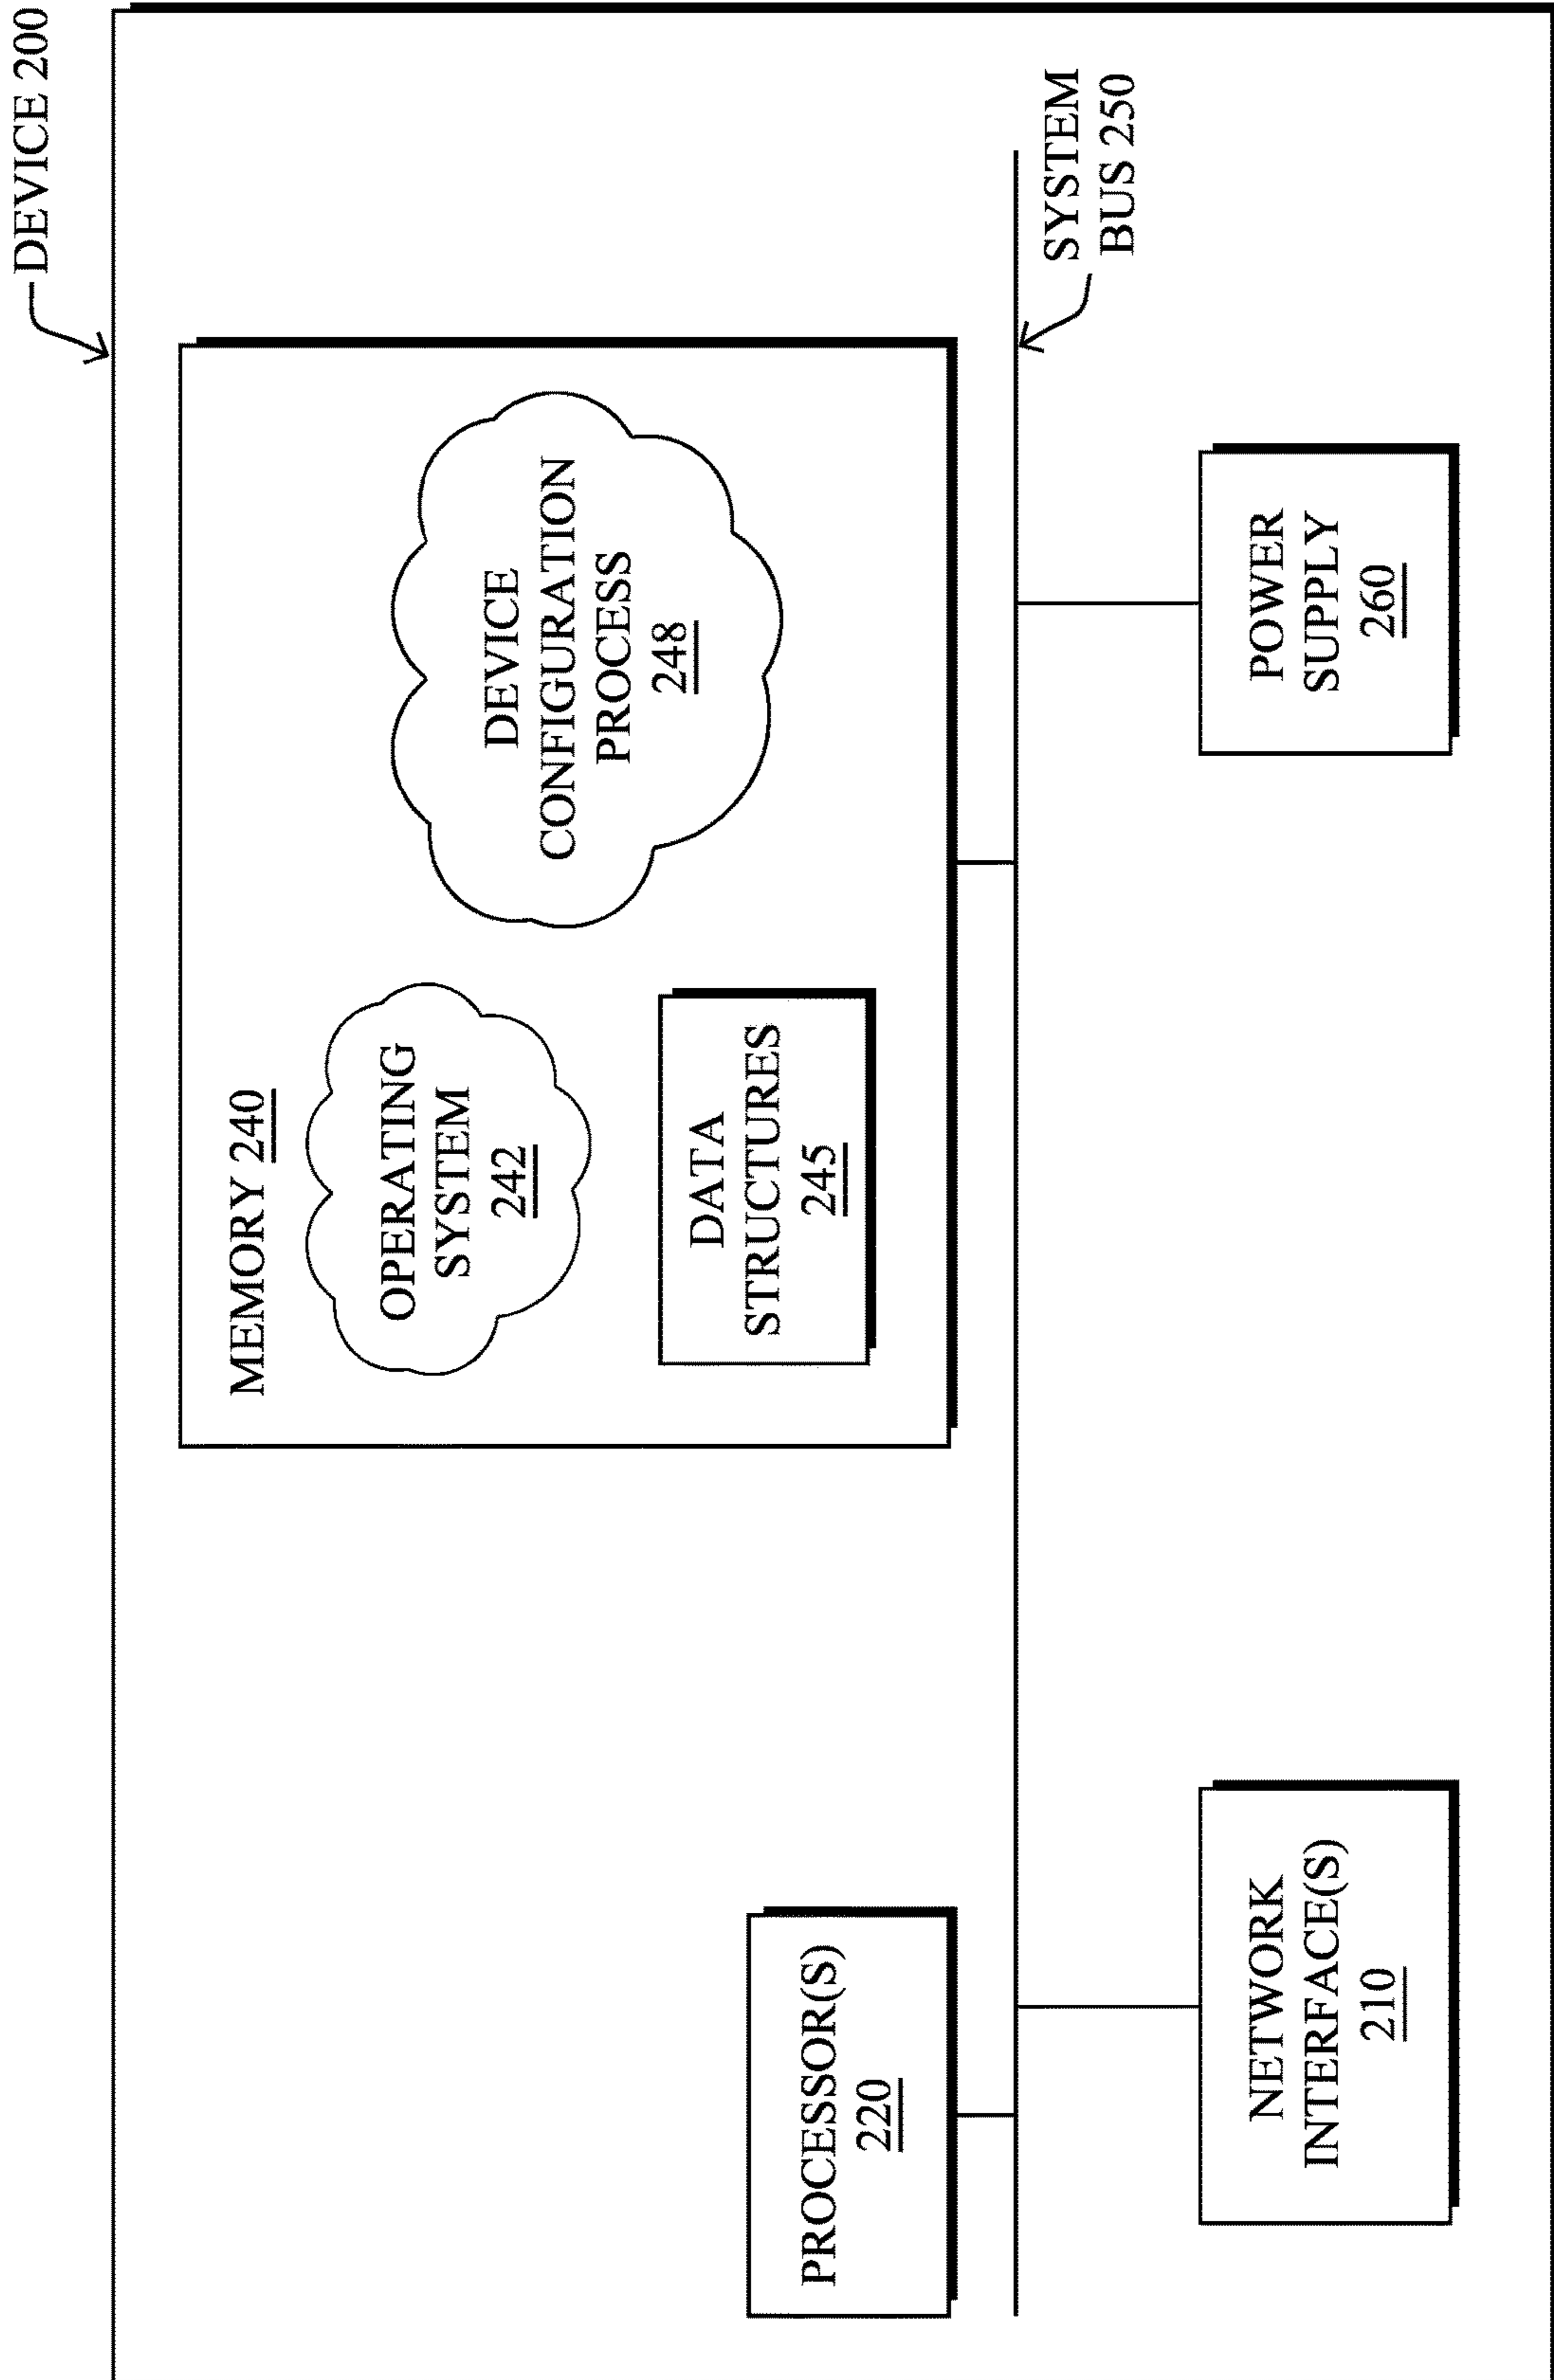 DEVICE 200
MEMORY 240
OPERATING
SYSTEM
242
DATA
STRUCTURES
245
DEVICE
CONFIGURATION
PROCESS
248
PROCESSOR(S)
220
SYSTEM
BUS 250
NETWORK
INTERFACE(S)
210
POWER
SUPPLY
260